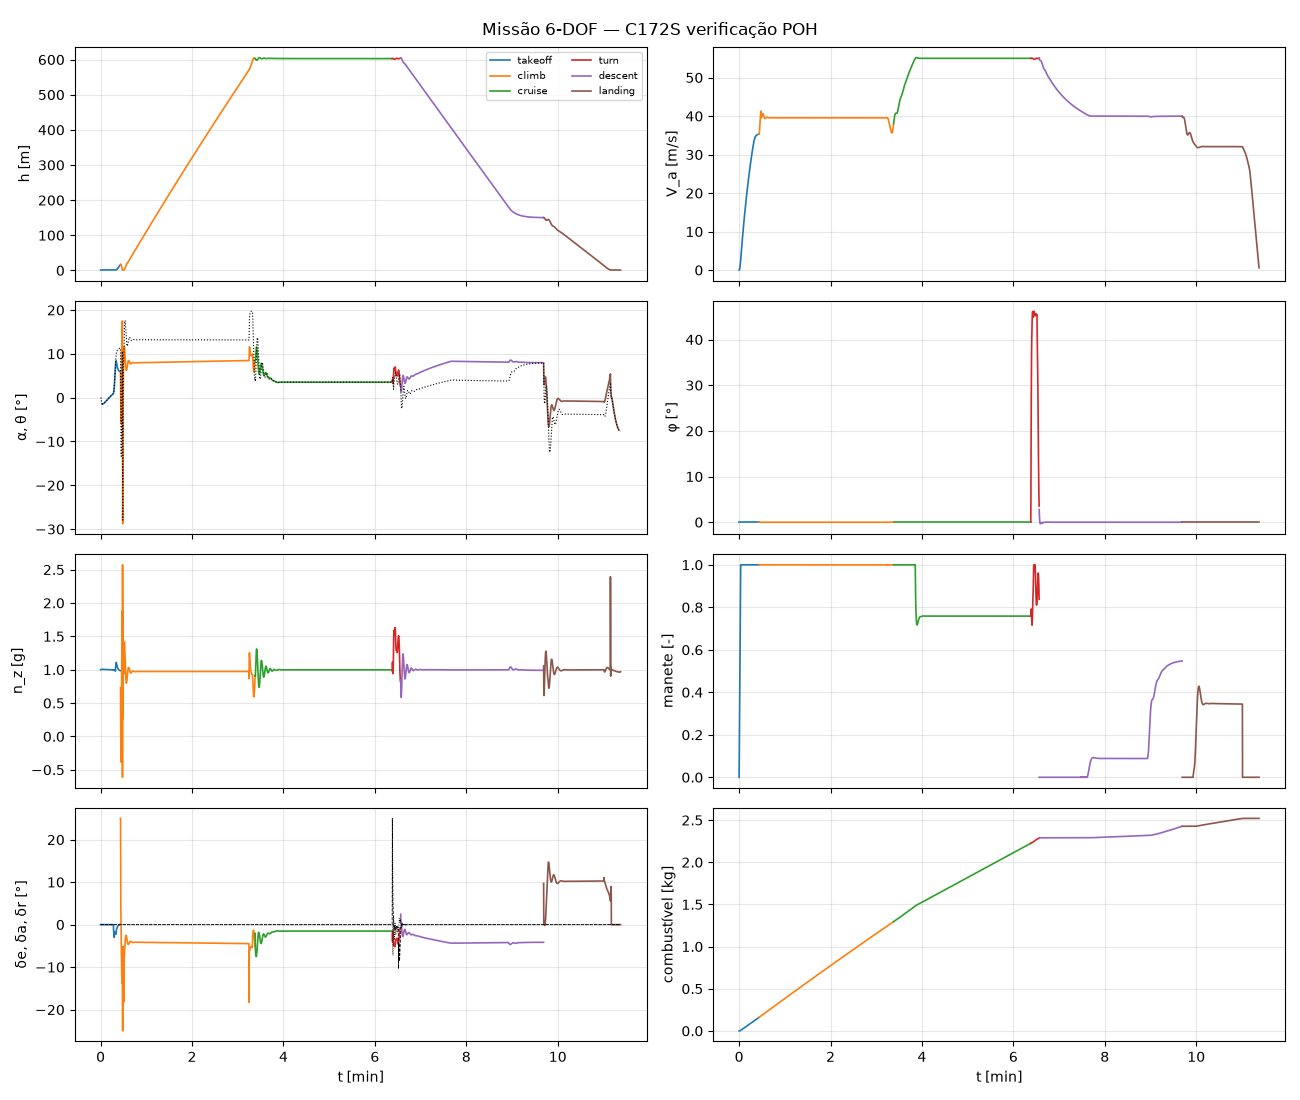 Missão 6-DOF — C172S verificação POH
h [m]
600
500
400
300
200
100
0
takeoff
climb
cruise
turn
descent
landing
V_a [m/s]
50
40
30
20
10
0
α, θ [°]
20
10
0
−10
−20
−30
φ [°]
40
30
20
10
0
n_z [g]
2.5
2.0
1.5
1.0
0.5
0.0
−0.5
manete [-]
1.0
0.8
0.6
0.4
0.2
0.0
δe, δa, δr [°]
20
10
0
−10
−20
0 2 4 6 8 10
t [min]
combustível [kg]
2.5
2.0
1.5
1.0
0.5
0.0
0 2 4 6 8 10
t [min]